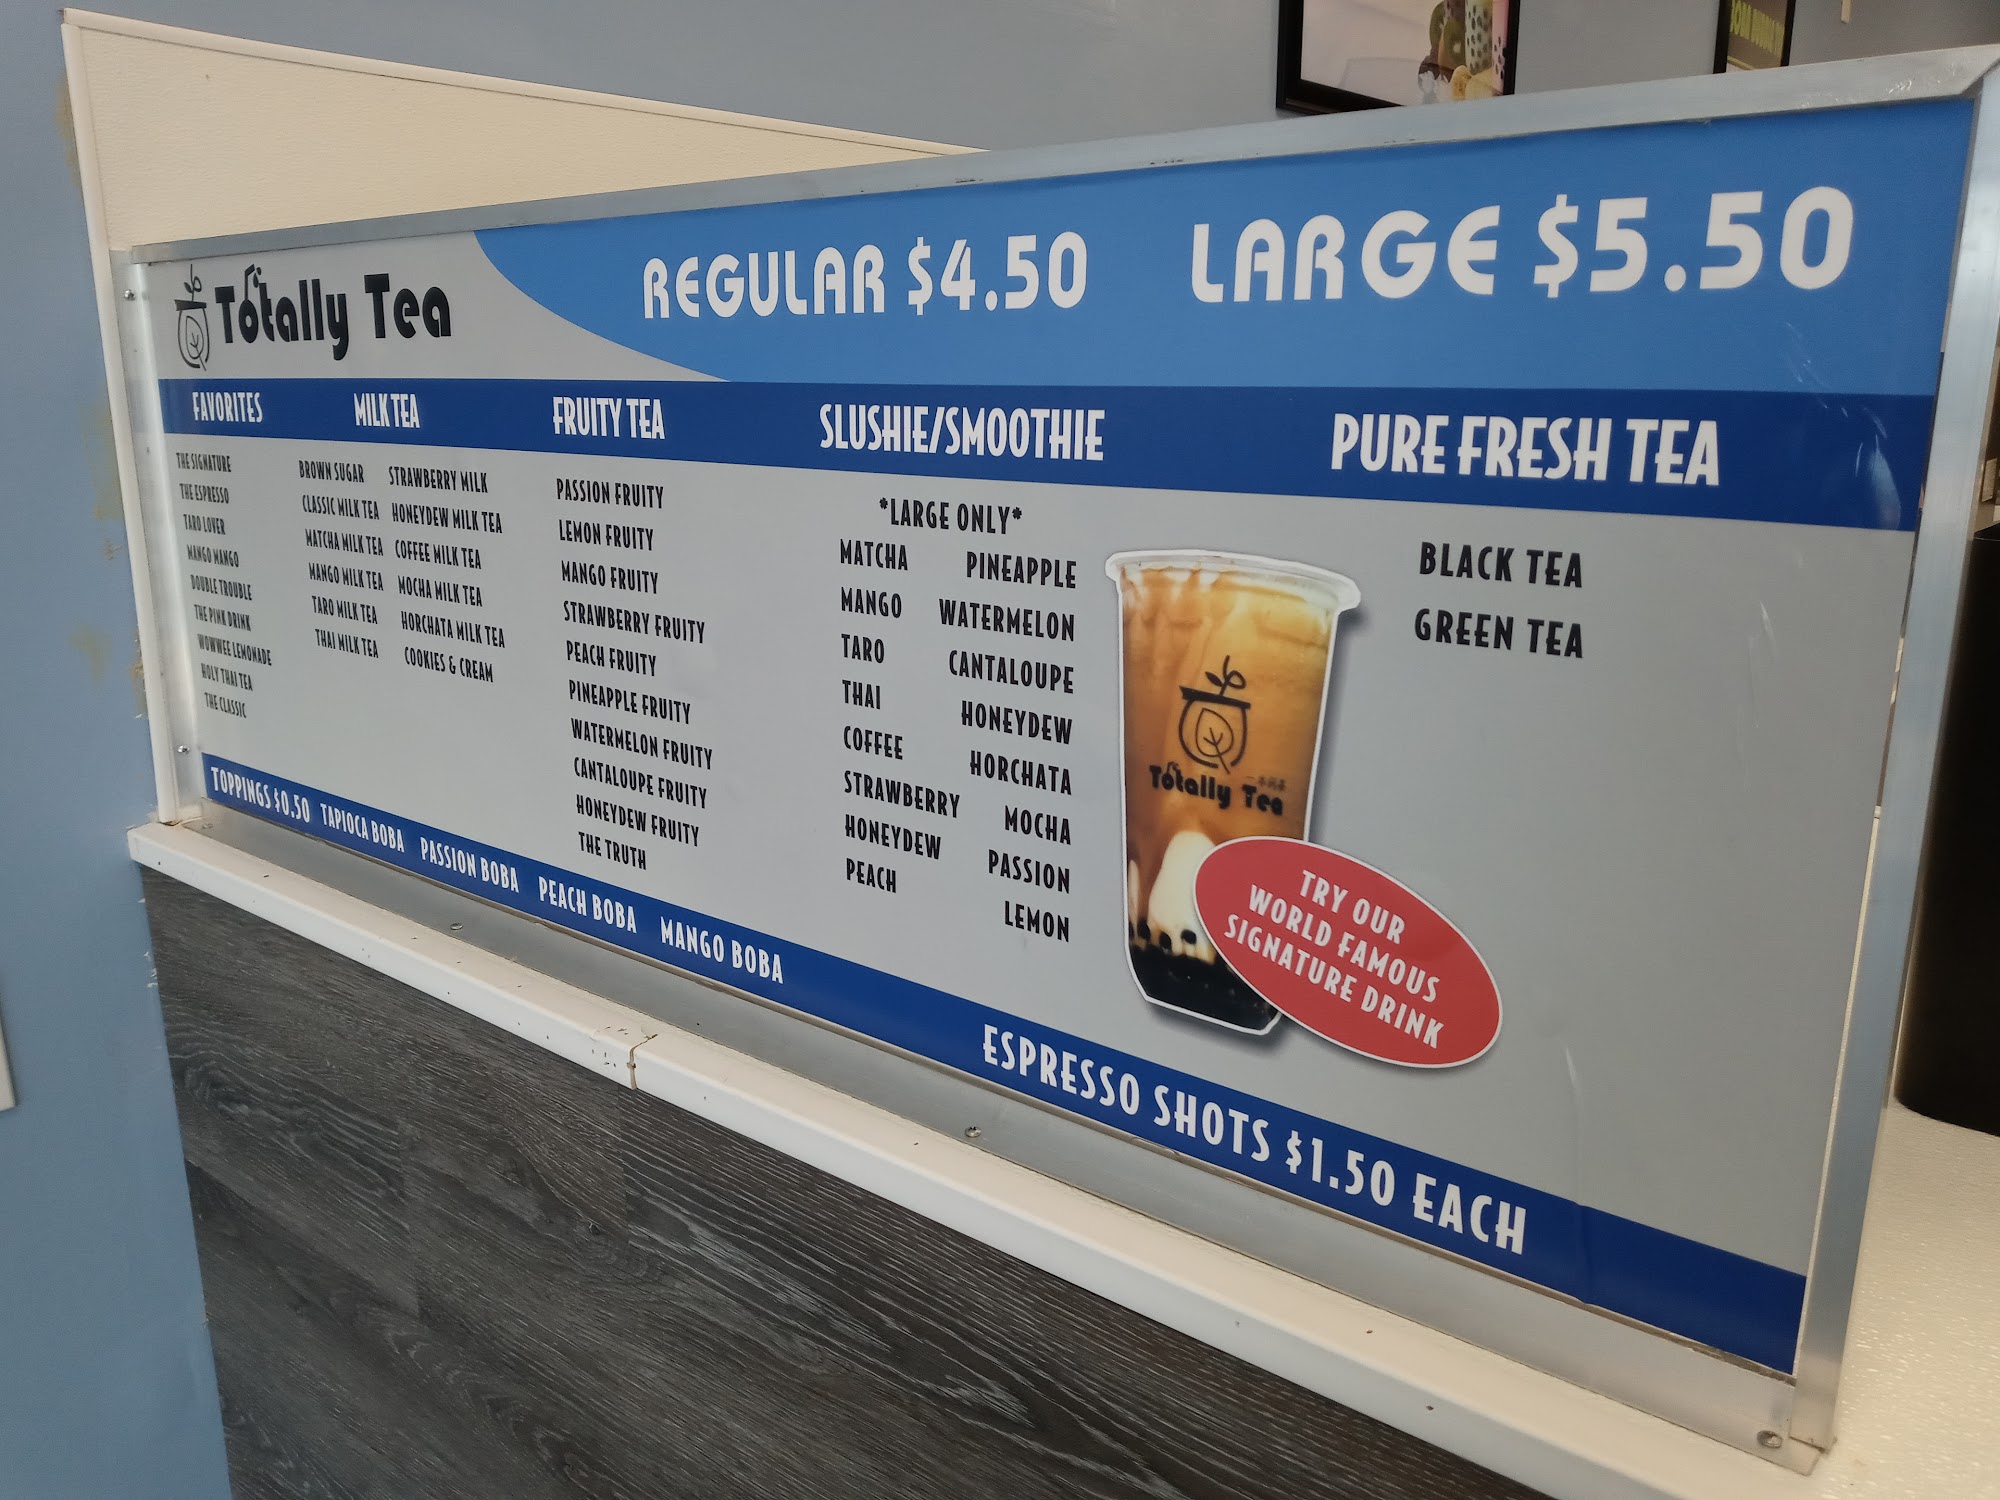 Totally Tea
REGULAR $4.50
LARGE $5.50
FAVORITES
THE SIGNATURE
THE ESPRESSO
TARO LOVER
MANGO MANGO
DOUBLE TROUBLE
THE PINK DRINK
WOWWEE LEMONADE
HOLY THAI TEA
THE CLASSIC
MILK TEA
BROWN SUGAR
CLASSIC MILK TEA
MATCHA MILK TEA
MANGO MILK TEA
TARO MILK TEA
THAI MILK TEA
STRAWBERRY MILK
HONEYDEW MILK TEA
COFFEE MILK TEA
MOCHA MILK TEA
HORCHATA MILK TEA
COOKIES & CREAM
FRUITY TEA
PASSION FRUITY
LEMON FRUITY
MANGO FRUITY
STRAWBERRY FRUITY
PEACH FRUITY
PINEAPPLE FRUITY
WATERMELON FRUITY
CANTALOUPE FRUITY
HONEYDEW FRUITY
THE TRUTH
SLUSHIE/SMOOTHIE
*LARGE ONLY*
MATCHA
MANGO
TARO
THAI
COFFEE
STRAWBERRY
HONEYDEW
PEACH
PINEAPPLE
WATERMELON
CANTALOUPE
HONEYDEW
HORCHATA
MOCHA
PASSION
LEMON
PURE FRESH TEA
BLACK TEA
GREEN TEA
Totally Tea
TRY OUR
WORLD FAMOUS
SIGNATURE DRINK
TOPPINGS $0.50 TAPIOCA BOBA PASSION BOBA PEACH BOBA MANGO BOBA
ESPRESSO SHOTS $1.50 EACH